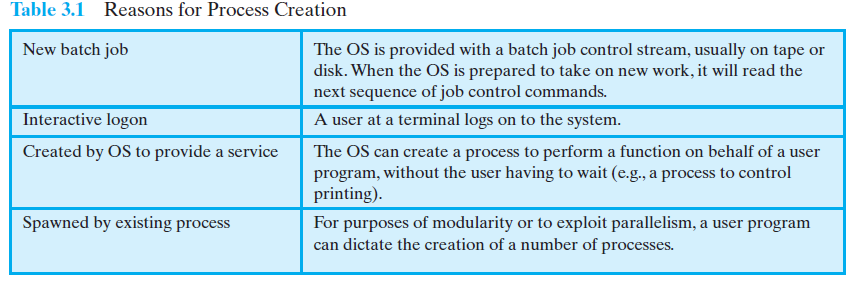 Table 3.1 Reasons for Process Creation
New batch job
The OS is provided with a batch job control stream, usually on tape or
disk. When the OS is prepared to take on new work, it will read the
next sequence of job control commands.
Interactive logon
A user at a terminal logs on to the system.
Created by OS to provide a service
The OS can create a process to perform a function on behalf of a user
program, without the user having to wait (e.g., a process to control
printing).
Spawned by existing process
For purposes of modularity or to exploit parallelism, a user program
can dictate the creation of a number of processes.